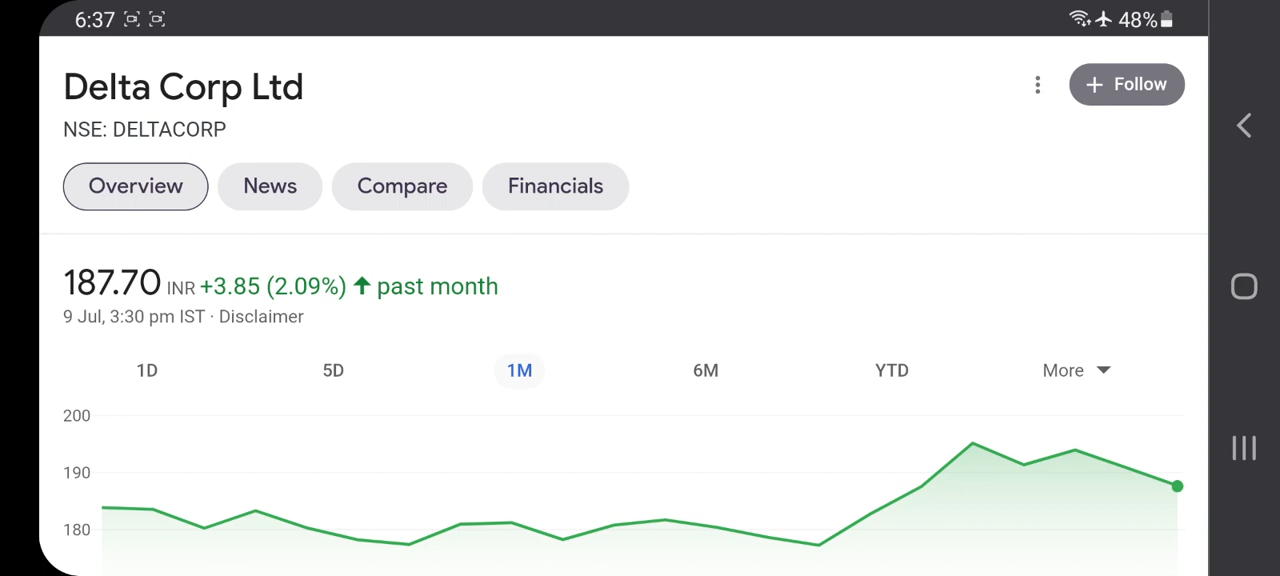 6:37 48%
Delta Corp Ltd
+ Follow
NSE: DELTACORP
Overview News Compare Financials
187.70 INR +3.85 (2.09%) ↑ past month
9 Jul, 3:30 pm IST · Disclaimer
1D 5D 1M 6M YTD More
200
190
180